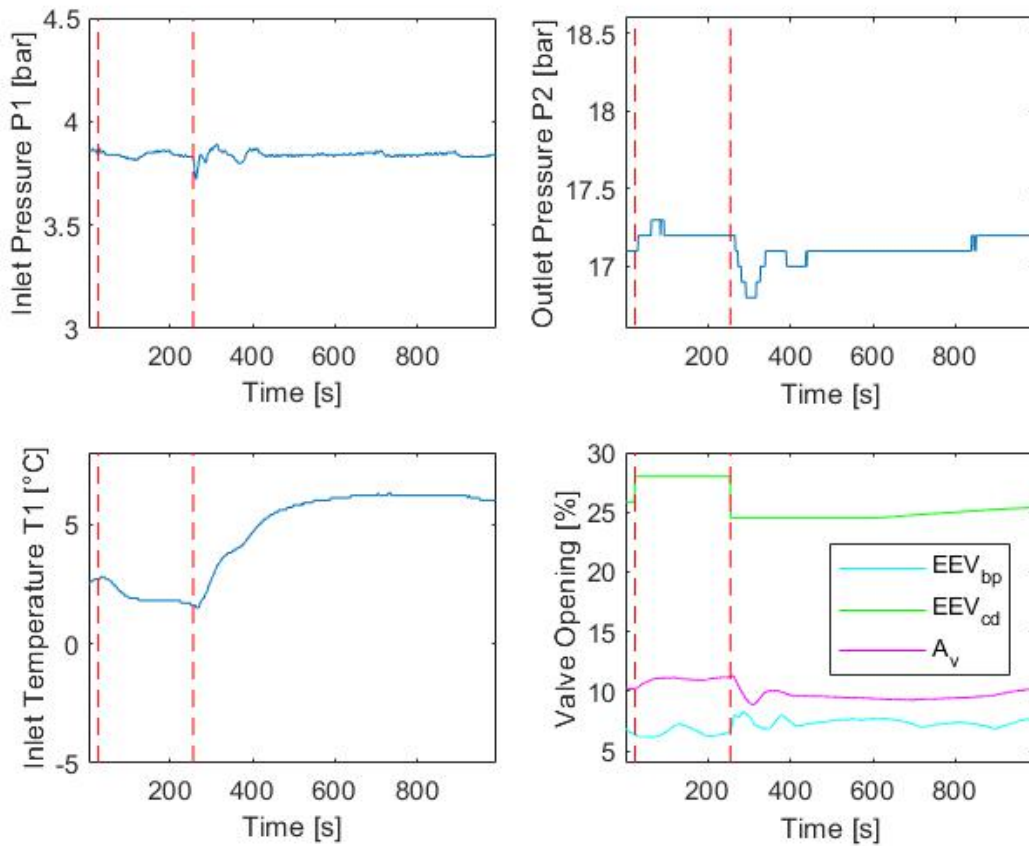 Inlet Pressure P1 [bar]
4.5
4
3.5
3
200 400 600 800
Time [s]
Outlet Pressure P2 [bar]
18.5
18
17.5
17
200 400 600 800
Time [s]
Inlet Temperature T1 [°C]
5
0
-5
200 400 600 800
Time [s]
Valve Opening [%]
30
25
20
15
10
5
EEV_bp
EEV_cd
A_v
200 400 600 800
Time [s]